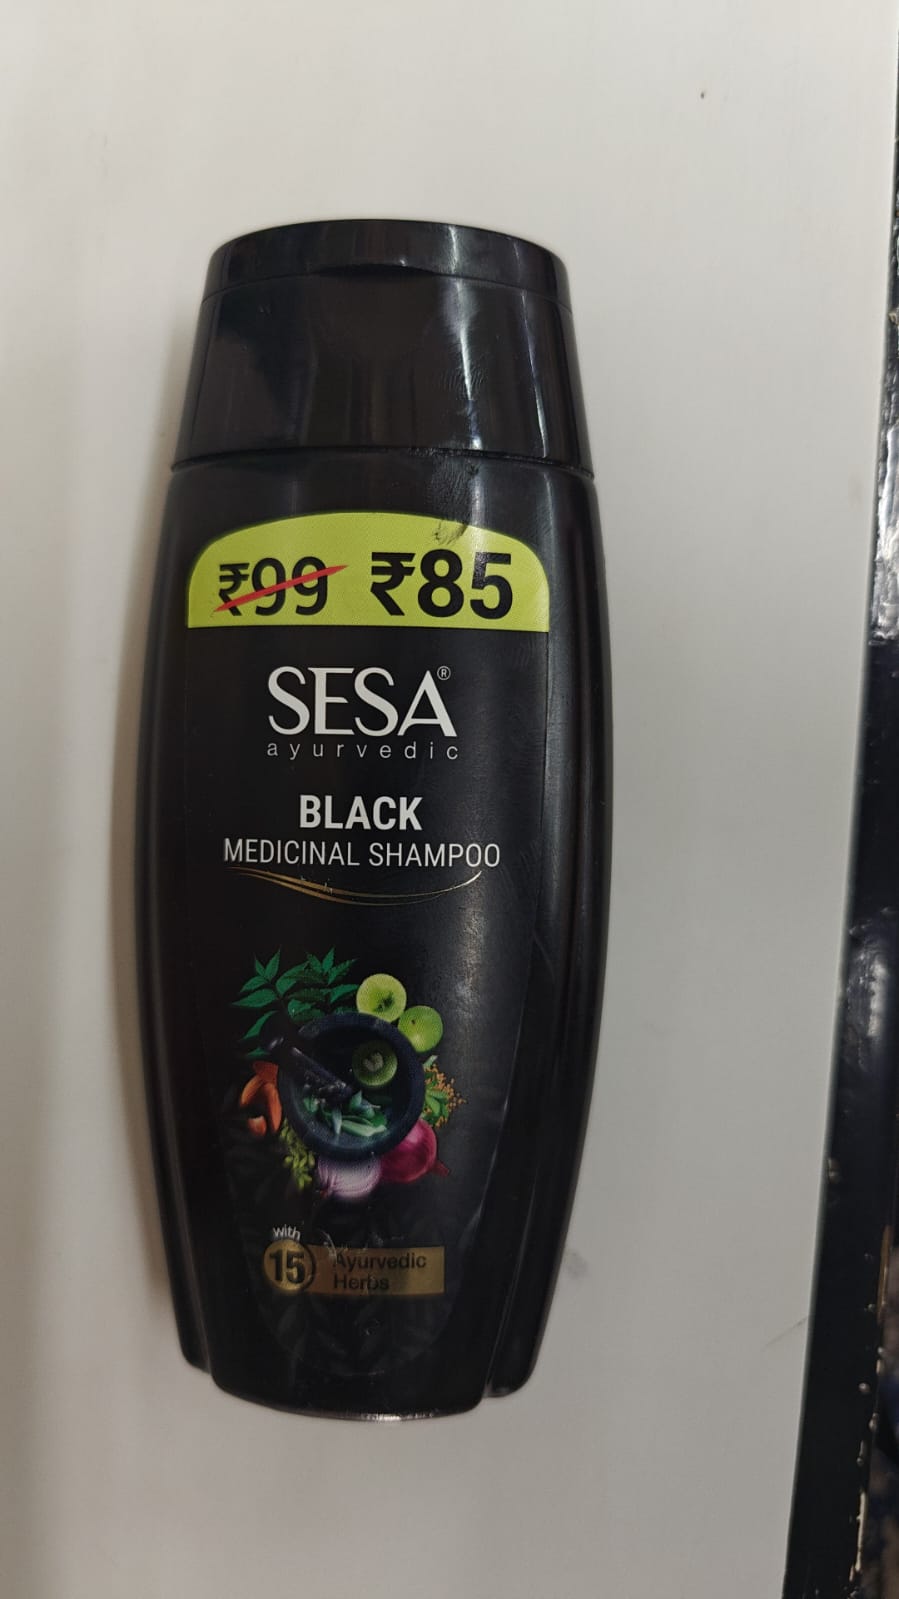 ₹99 ₹85
SESA®
ayurvedic
BLACK
MEDICINAL SHAMPOO
with
15 Ayurvedic
Herbs